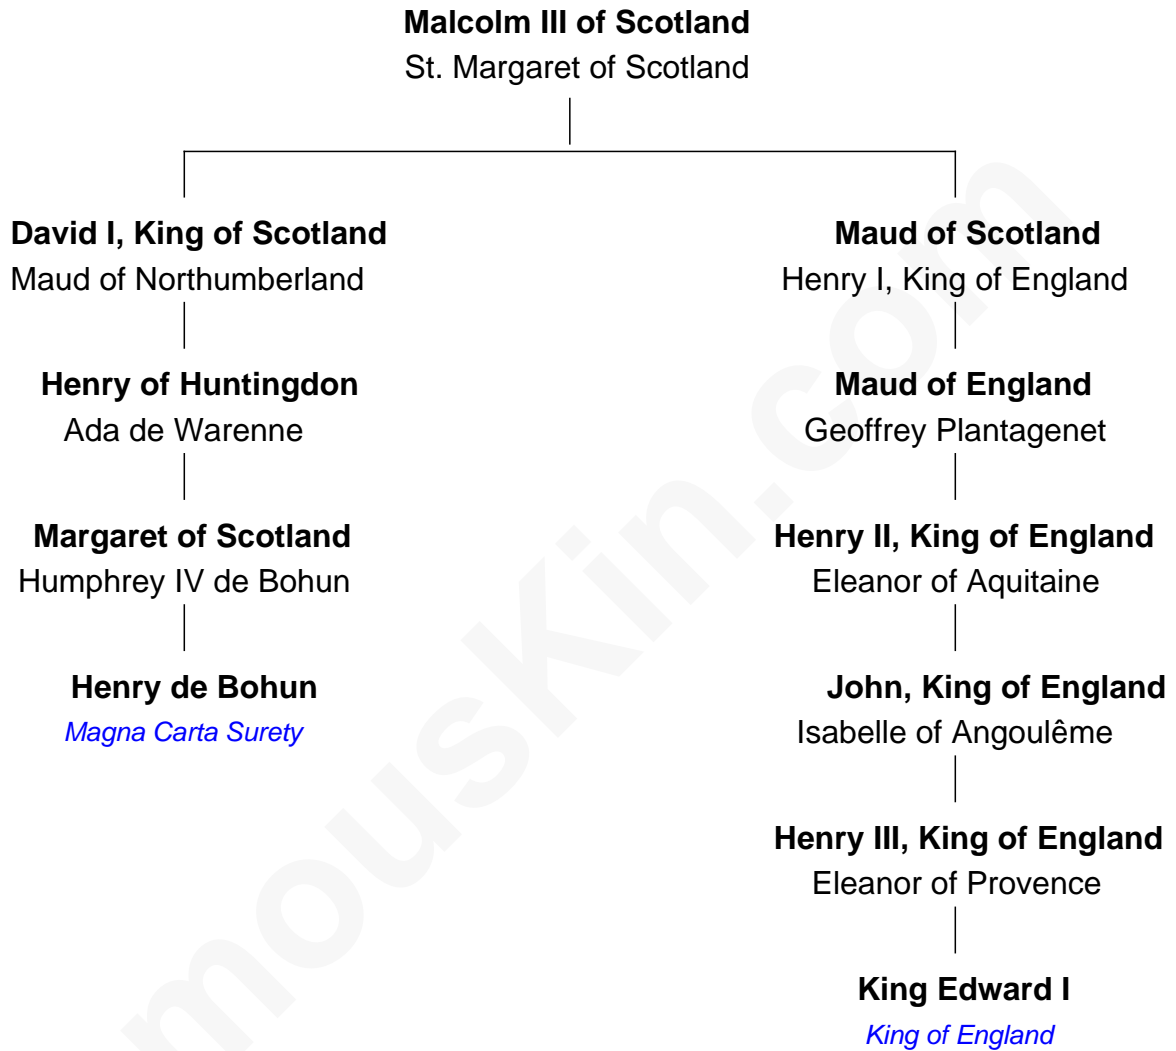 Malcolm III of Scotland
St. Margaret of Scotland
David I, King of Scotland
Maud of Northumberland
Henry of Huntingdon
Ada de Warenne
Margaret of Scotland
Humphrey IV de Bohun
Henry de Bohun
Magna Carta Surety
Maud of Scotland
Henry I, King of England
Maud of England
Geoffrey Plantagenet
Henry II, King of England
Eleanor of Aquitaine
John, King of England
Isabelle of Angoulême
Henry III, King of England
Eleanor of Provence
King Edward I
King of England
mouskin.com